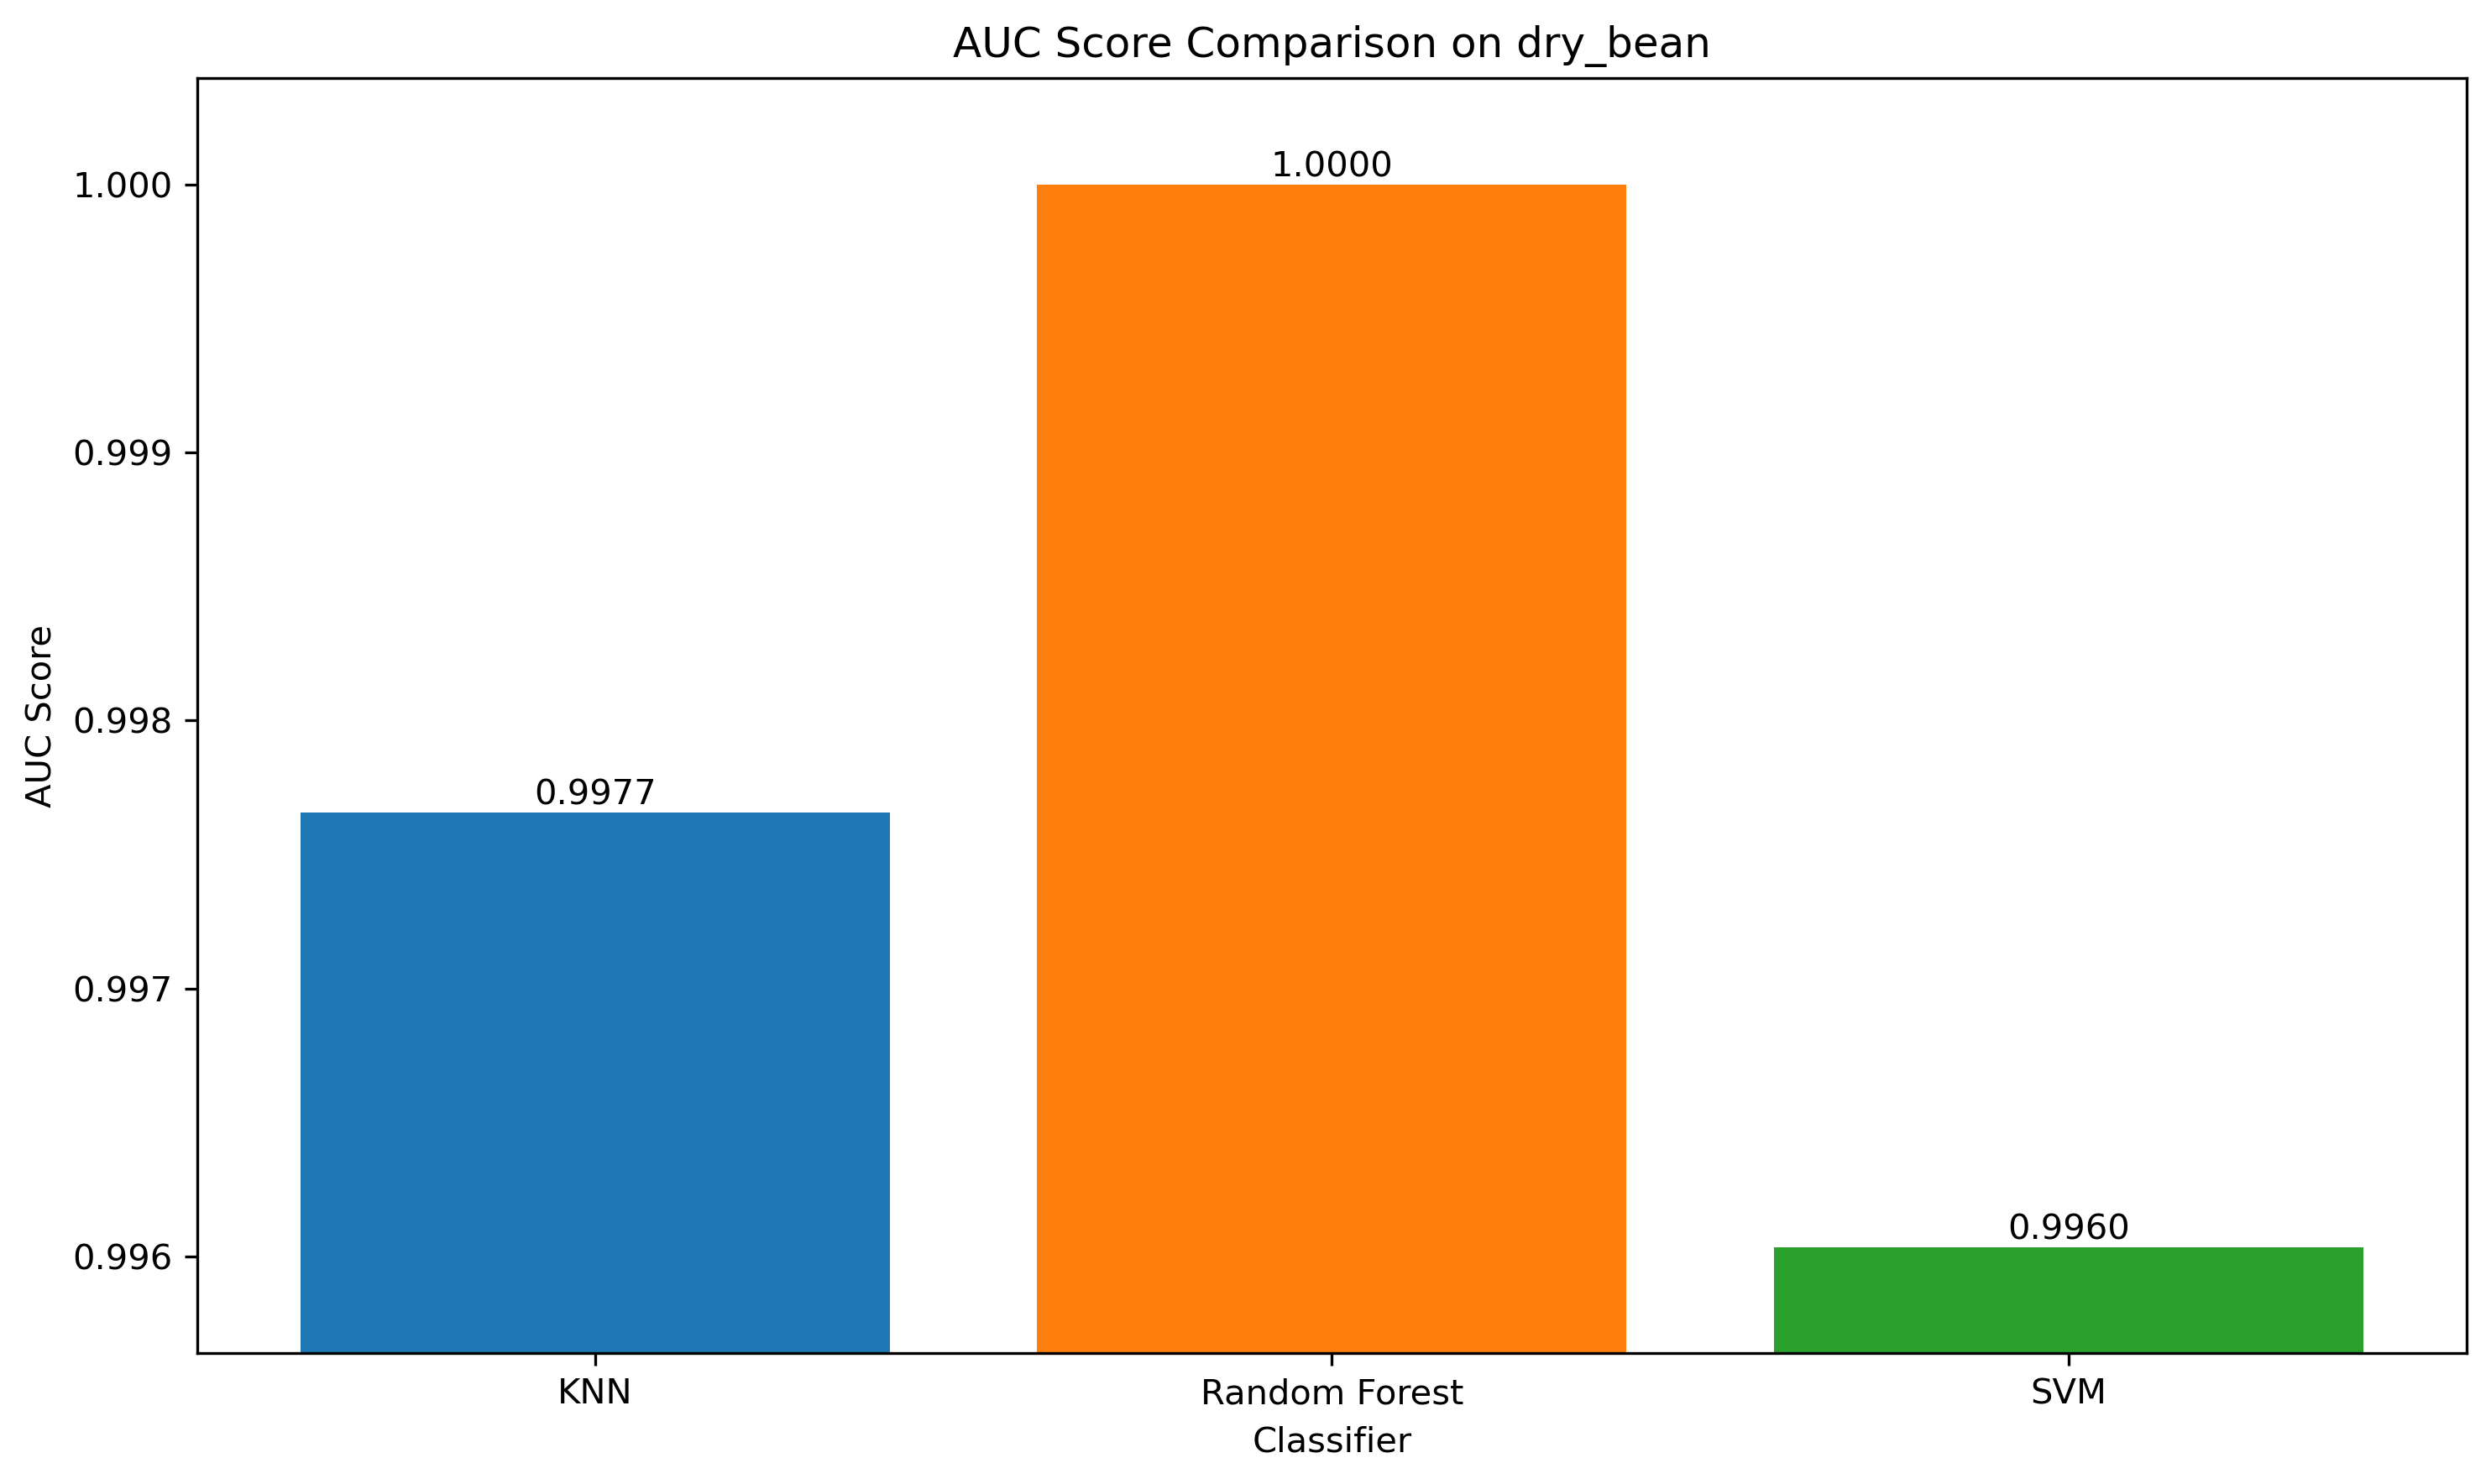 AUC Score Comparison on dry_bean
AUC Score
1.000
0.999
0.998
0.997
0.996
0.9977
1.0000
0.9960
KNN
Random Forest
SVM
Classifier